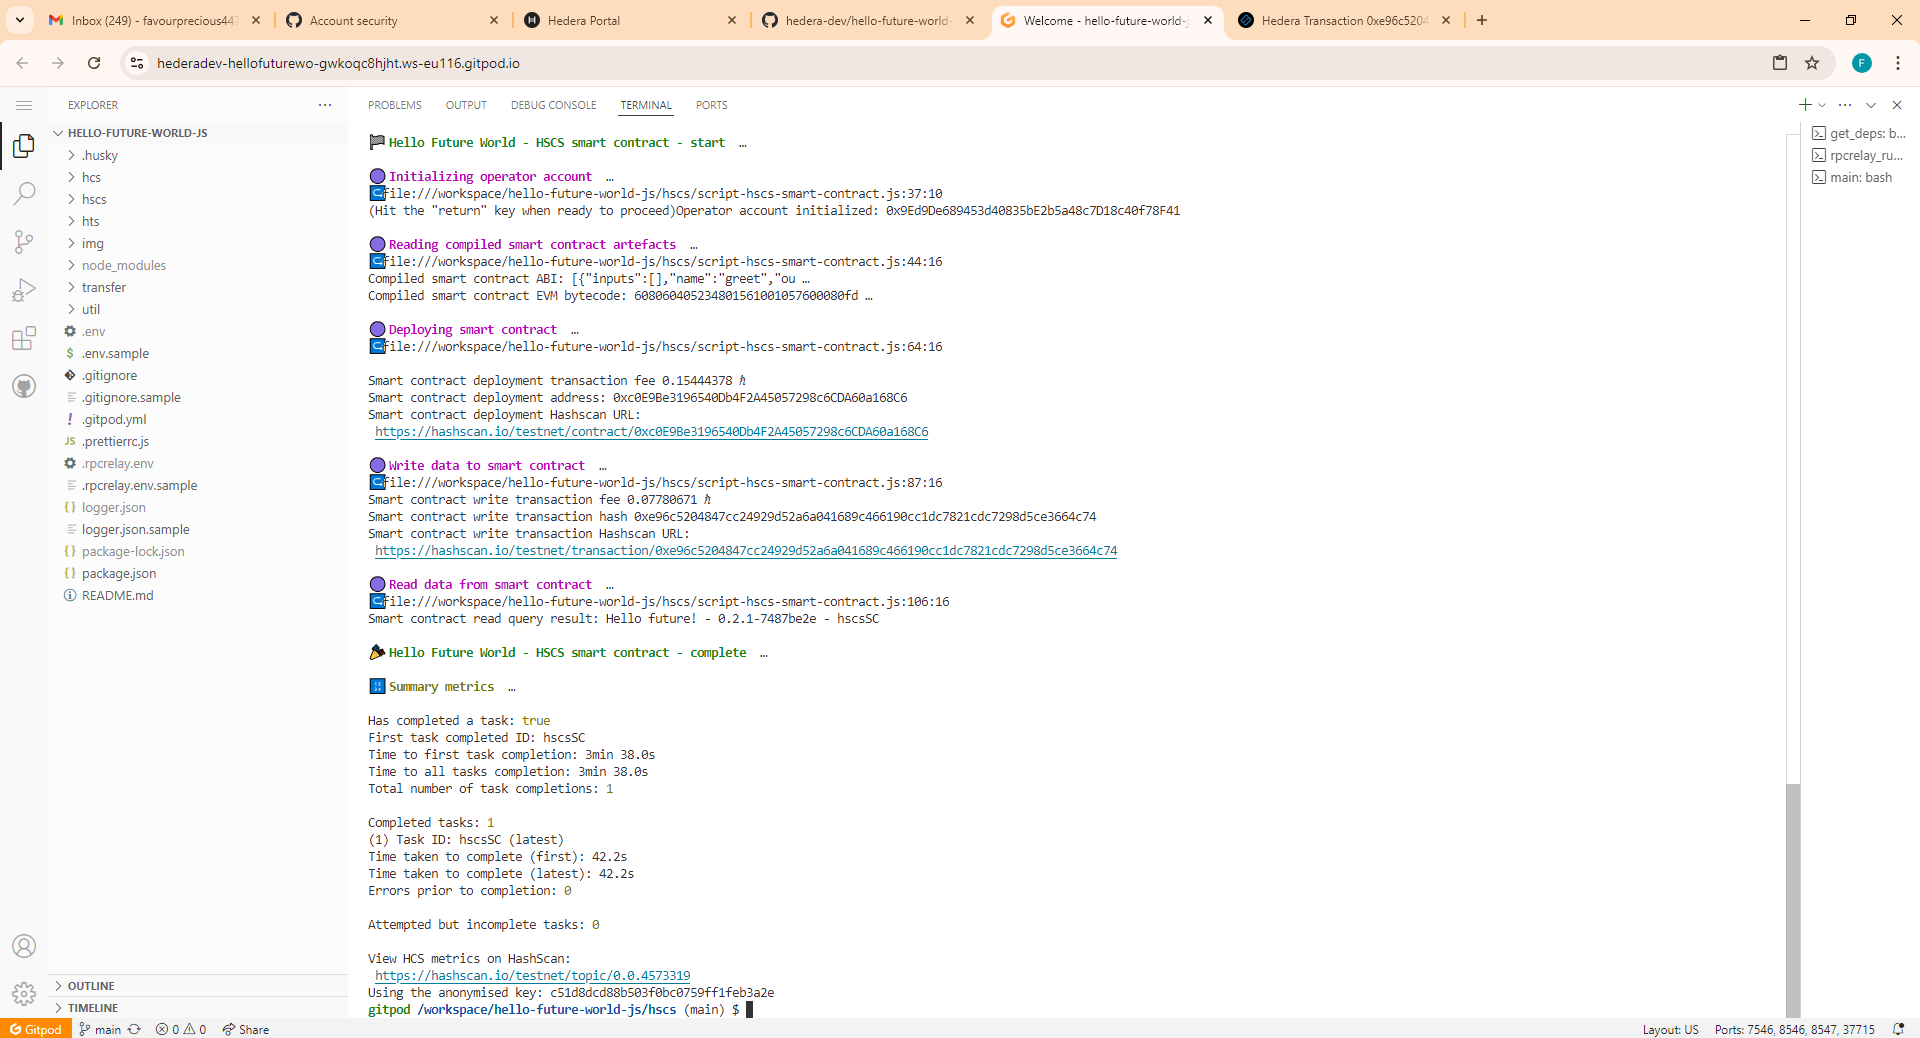 Inbox (249) - favourprecious447
Account security
Hedera Portal
hedera-dev/hello-future-world-
Welcome - hello-future-world-j
Hedera Transaction 0xe96c5204
hederadev-hellofuturewo-gwkoqc8hjht.ws-eu116.gitpod.io
F
EXPLORER
HELLO-FUTURE-WORLD-JS
.husky
hcs
hscs
hts
img
node_modules
transfer
util
.env
.env.sample
.gitignore
.gitignore.sample
.gitpod.yml
.prettierrc.js
.rpcrelay.env
.rpcrelay.env.sample
logger.json
logger.json.sample
package-lock.json
package.json
README.md
OUTLINE
TIMELINE
PROBLEMS OUTPUT DEBUG CONSOLE TERMINAL PORTS
Hello Future World - HSCS smart contract - start …
Initializing operator account …
file:///workspace/hello-future-world-js/hscs/script-hscs-smart-contract.js:37:10
(Hit the "return" key when ready to proceed)Operator account initialized: 0x9Ed9De689453d40835bE2b5a48c7D18c40f78F41
Reading compiled smart contract artefacts …
file:///workspace/hello-future-world-js/hscs/script-hscs-smart-contract.js:44:16
Compiled smart contract ABI: [{"inputs":[],"name":"greet","ou …
Compiled smart contract EVM bytecode: 608060405234801561001057600080fd …
Deploying smart contract …
file:///workspace/hello-future-world-js/hscs/script-hscs-smart-contract.js:64:16
Smart contract deployment transaction fee 0.15444378 ℏ
Smart contract deployment address: 0xc0E9Be3196540Db4F2A45057298c6CDA60a168C6
Smart contract deployment Hashscan URL:
https://hashscan.io/testnet/contract/0xc0E9Be3196540Db4F2A45057298c6CDA60a168C6
Write data to smart contract …
file:///workspace/hello-future-world-js/hscs/script-hscs-smart-contract.js:87:16
Smart contract write transaction fee 0.07780671 ℏ
Smart contract write transaction hash 0xe96c5204847cc24929d52a6a041689c466190cc1dc7821cdc7298d5ce3664c74
Smart contract write transaction Hashscan URL:
https://hashscan.io/testnet/transaction/0xe96c5204847cc24929d52a6a041689c466190cc1dc7821cdc7298d5ce3664c74
Read data from smart contract …
file:///workspace/hello-future-world-js/hscs/script-hscs-smart-contract.js:106:16
Smart contract read query result: Hello future! - 0.2.1-7487be2e - hscsSC
Hello Future World - HSCS smart contract - complete …
Summary metrics …
Has completed a task: true
First task completed ID: hscsSC
Time to first task completion: 3min 38.0s
Time to all tasks completion: 3min 38.0s
Total number of task completions: 1
Completed tasks: 1
(1) Task ID: hscsSC (latest)
Time taken to complete (first): 42.2s
Time taken to complete (latest): 42.2s
Errors prior to completion: 0
Attempted but incomplete tasks: 0
View HCS metrics on HashScan:
https://hashscan.io/testnet/topic/0.0.4573319
Using the anonymised key: c51d8dcd88b503f0bc0759ff1feb3a2e
gitpod /workspace/hello-future-world-js/hscs (main) $
get_deps: b...
rpcrelay_ru...
main: bash
Gitpod main 0 0 Share
Layout: US Ports: 7546, 8546, 8547, 37715